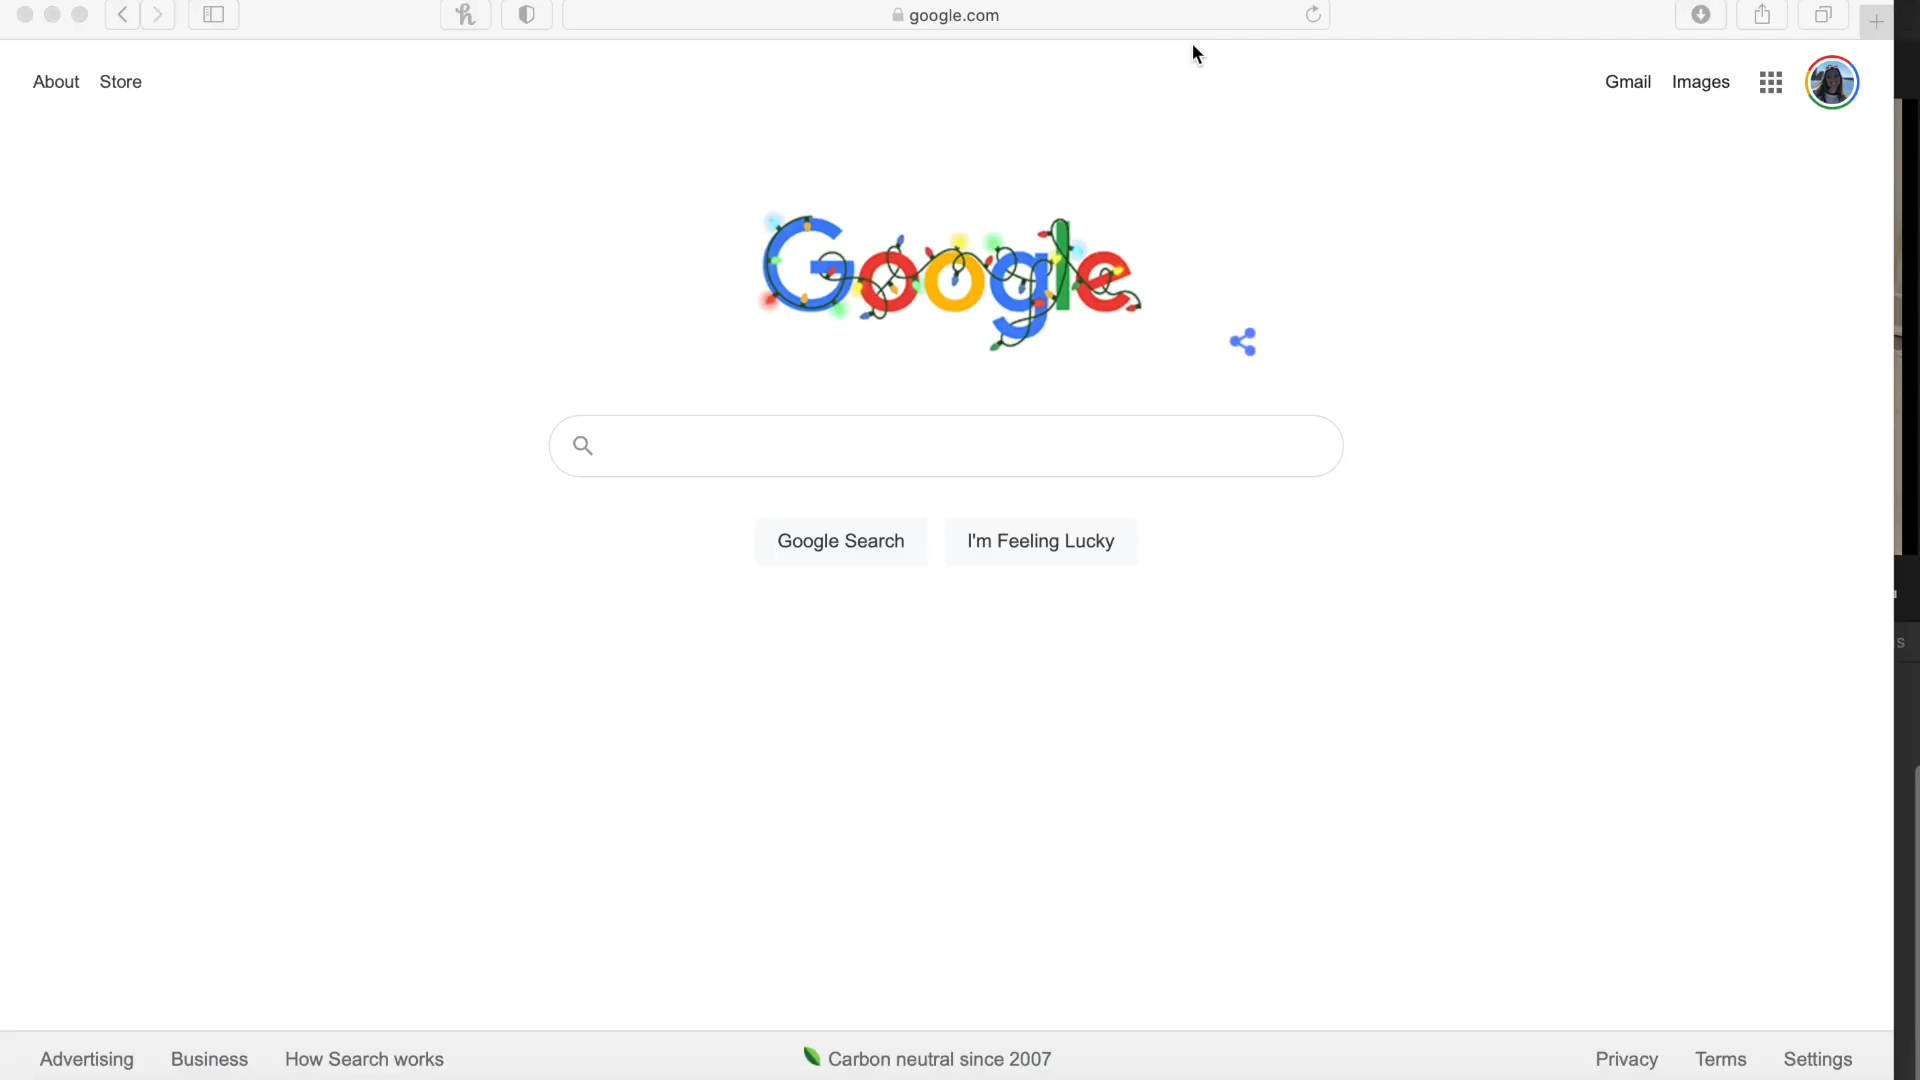 google.com
About Store
Gmail Images
Google
Google Search
I'm Feeling Lucky
Advertising Business How Search works
Carbon neutral since 2007
Privacy Terms Settings
s